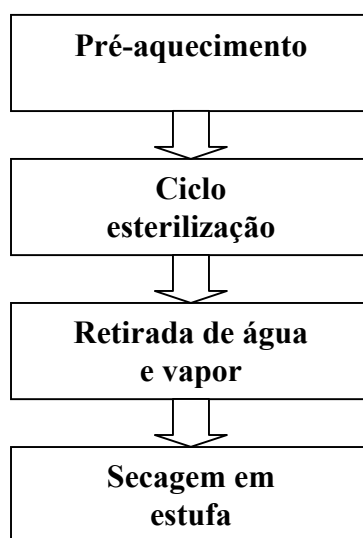 Pré-aquecimento
Ciclo
esterilização
Retirada de água
e vapor
Secagem em
estufa